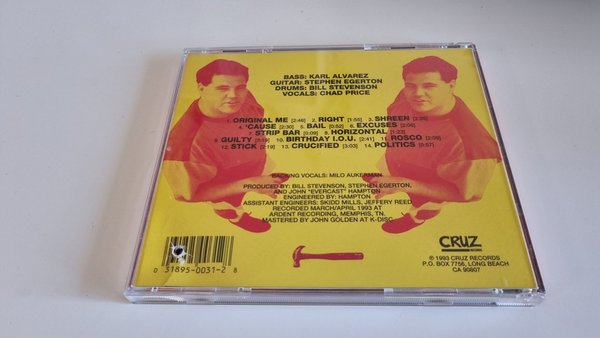 BASS: KARL ALVAREZ
GUITAR: STEPHEN EGERTON
DRUMS: BILL STEVENSON
VOCALS: CHAD PRICE
1. ORIGINAL ME [2:46] 2. RIGHT [1:55] 3. SHREEN [3:26]
4. 'CAUSE [2:30] 5. BAIL [0:52] 6. EXCUSES [2:06]
7. STRIP BAR [3:09] 8. HORIZONTAL [1:23]
9. GUILTY [5:17] 10. BIRTHDAY I.O.U. [2:41] 11. ROSCO [2:09]
12. STICK [2:19] 13. CRUCIFIED [3:03] 14. POLITICS [0:57]
BACKING VOCALS: MILO AUKERMAN
PRODUCED BY: BILL STEVENSON, STEPHEN EGERTON,
AND JOHN "EVERCAST" HAMPTON
ENGINEERED BY: HAMPTON
ASSISTANT ENGINEERS: SKIDD MILLS, JEFFERY REED
RECORDED MARCH/APRIL 1993 AT
ARDENT RECORDING, MEMPHIS, TN.
MASTERED BY JOHN GOLDEN AT K-DISC
0 31895-0031-2 8
CRUZ
RECORDS
℗ 1993 CRUZ RECORDS
P.O. BOX 7756, LONG BEACH
CA 90807